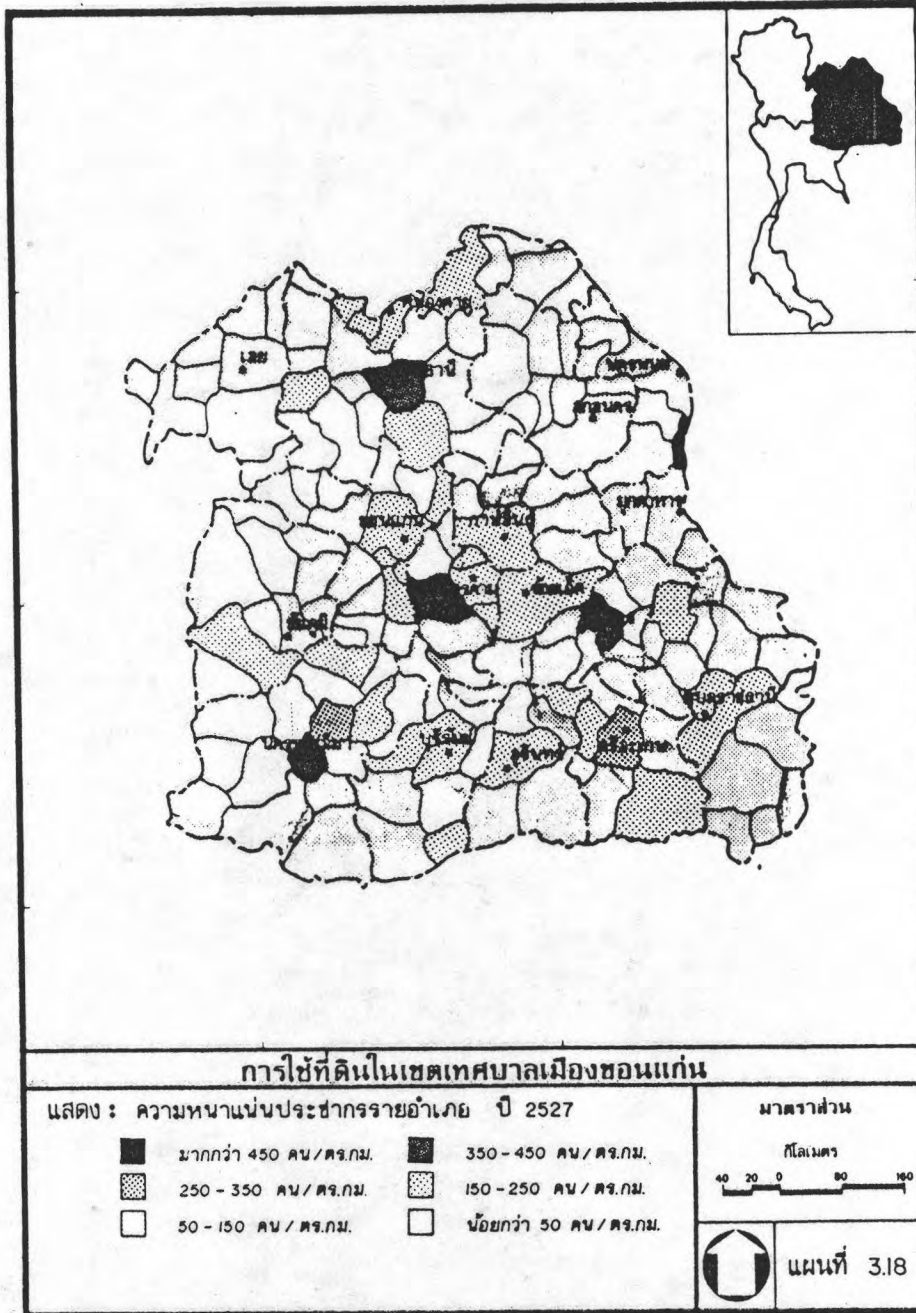 หนองคาย
เลย
ธานี
นครพนม
สกลนคร
มุกดาหาร
ขอนแก่น
กาฬสินธุ์
ร้อยเอ็ด
ชัยภูมิ
อุบลราชธานี
นครราชสีมา
บุรีรัมย์
สุรินทร์
ศรีสะเกษ
การใช้ที่ดินในเขตเทศบาลเมืองขอนแก่น
แสดง : ความหนาแน่นประชากรรายอำเภอ ปี 2527
มากกว่า 450 คน/ตร.กม.
350-450 คน/ตร.กม.
250 - 350 คน/ตร.กม.
150-250 คน/ตร.กม.
50 - 150 คน/ตร.กม.
น้อยกว่า 50 คน/ตร.กม.
มาตราส่วน
กิโลเมตร
40 20 0 80 160
แผนที่ 3.18